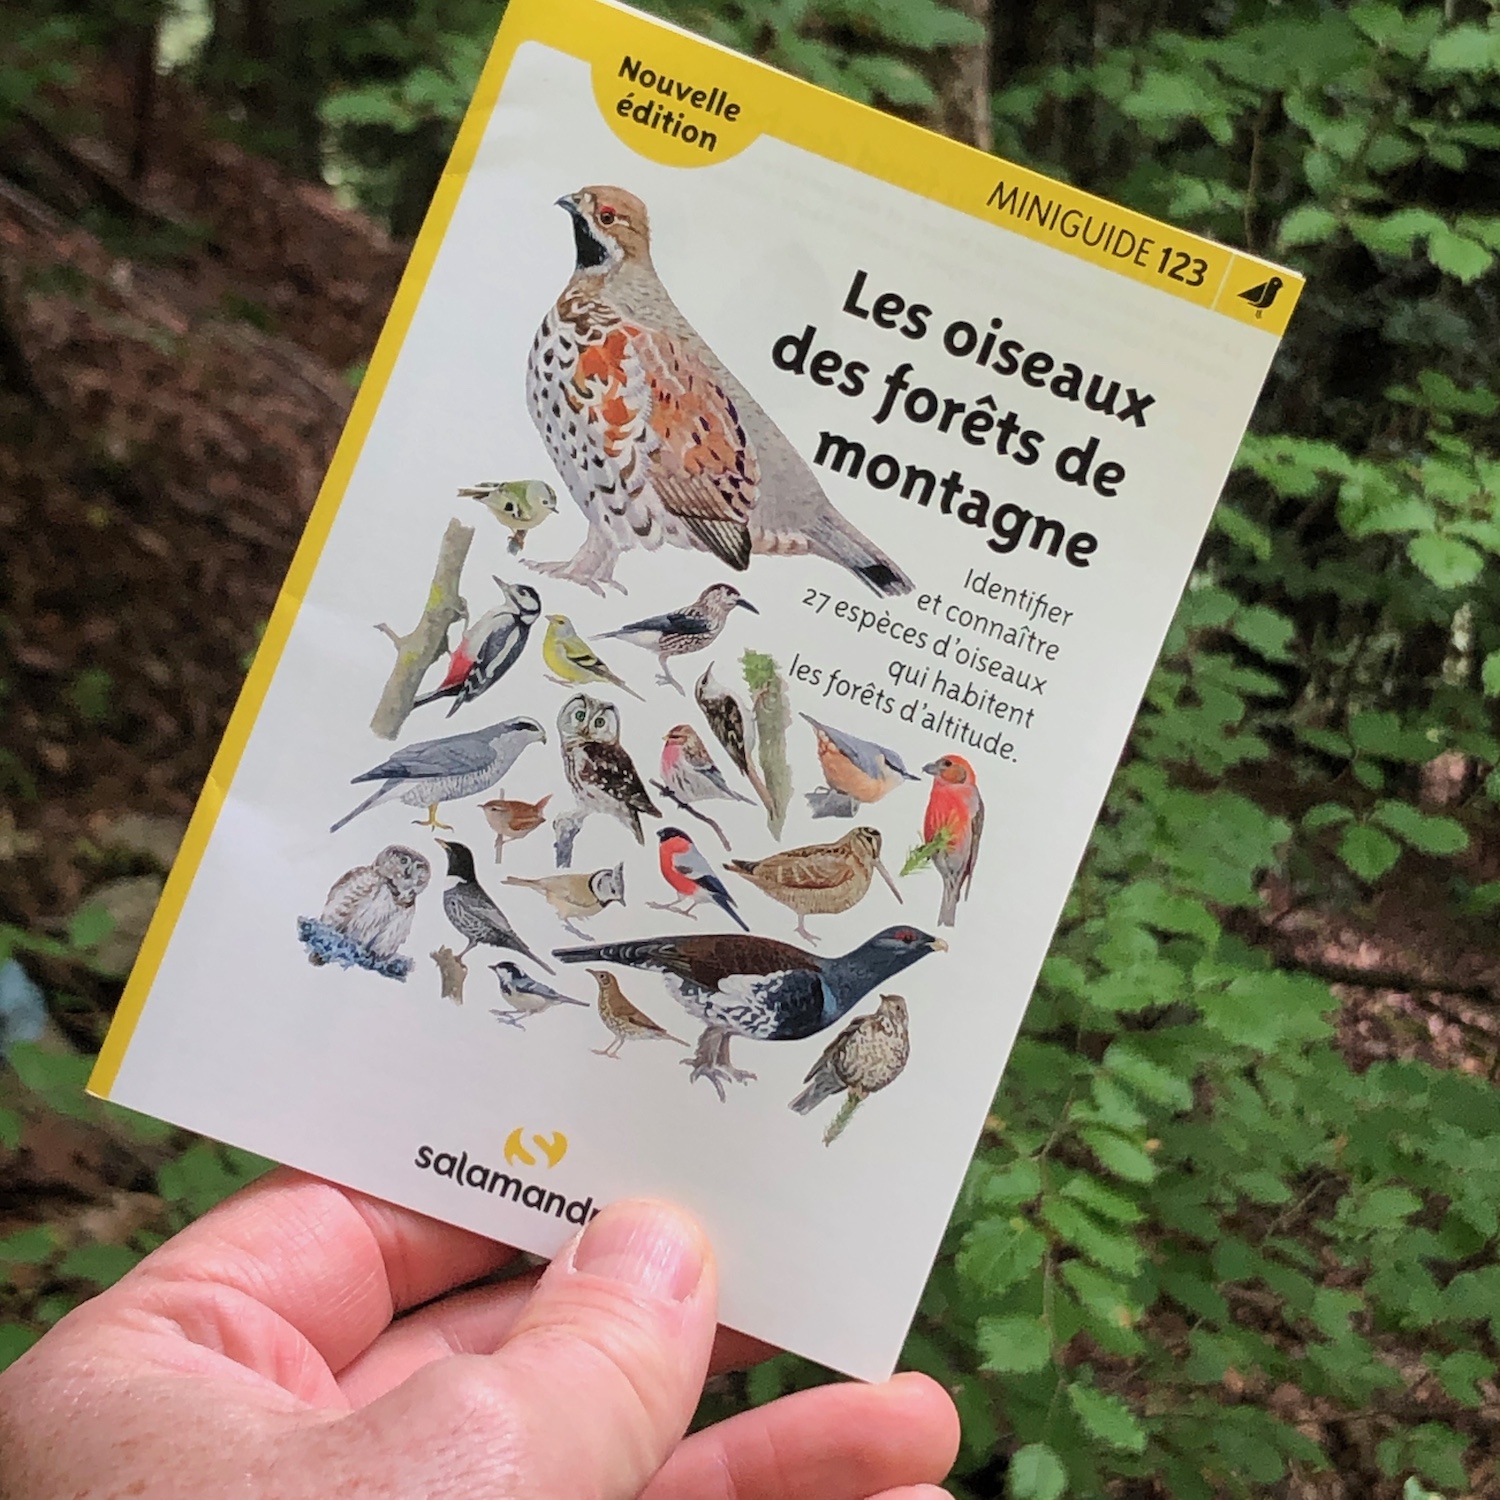 Nouvelle
édition
MINIGUIDE 123
Les oiseaux
des forêts de
montagne
Identifier
et connaître
27 espèces d'oiseaux
qui habitent
les forêts d'altitude.